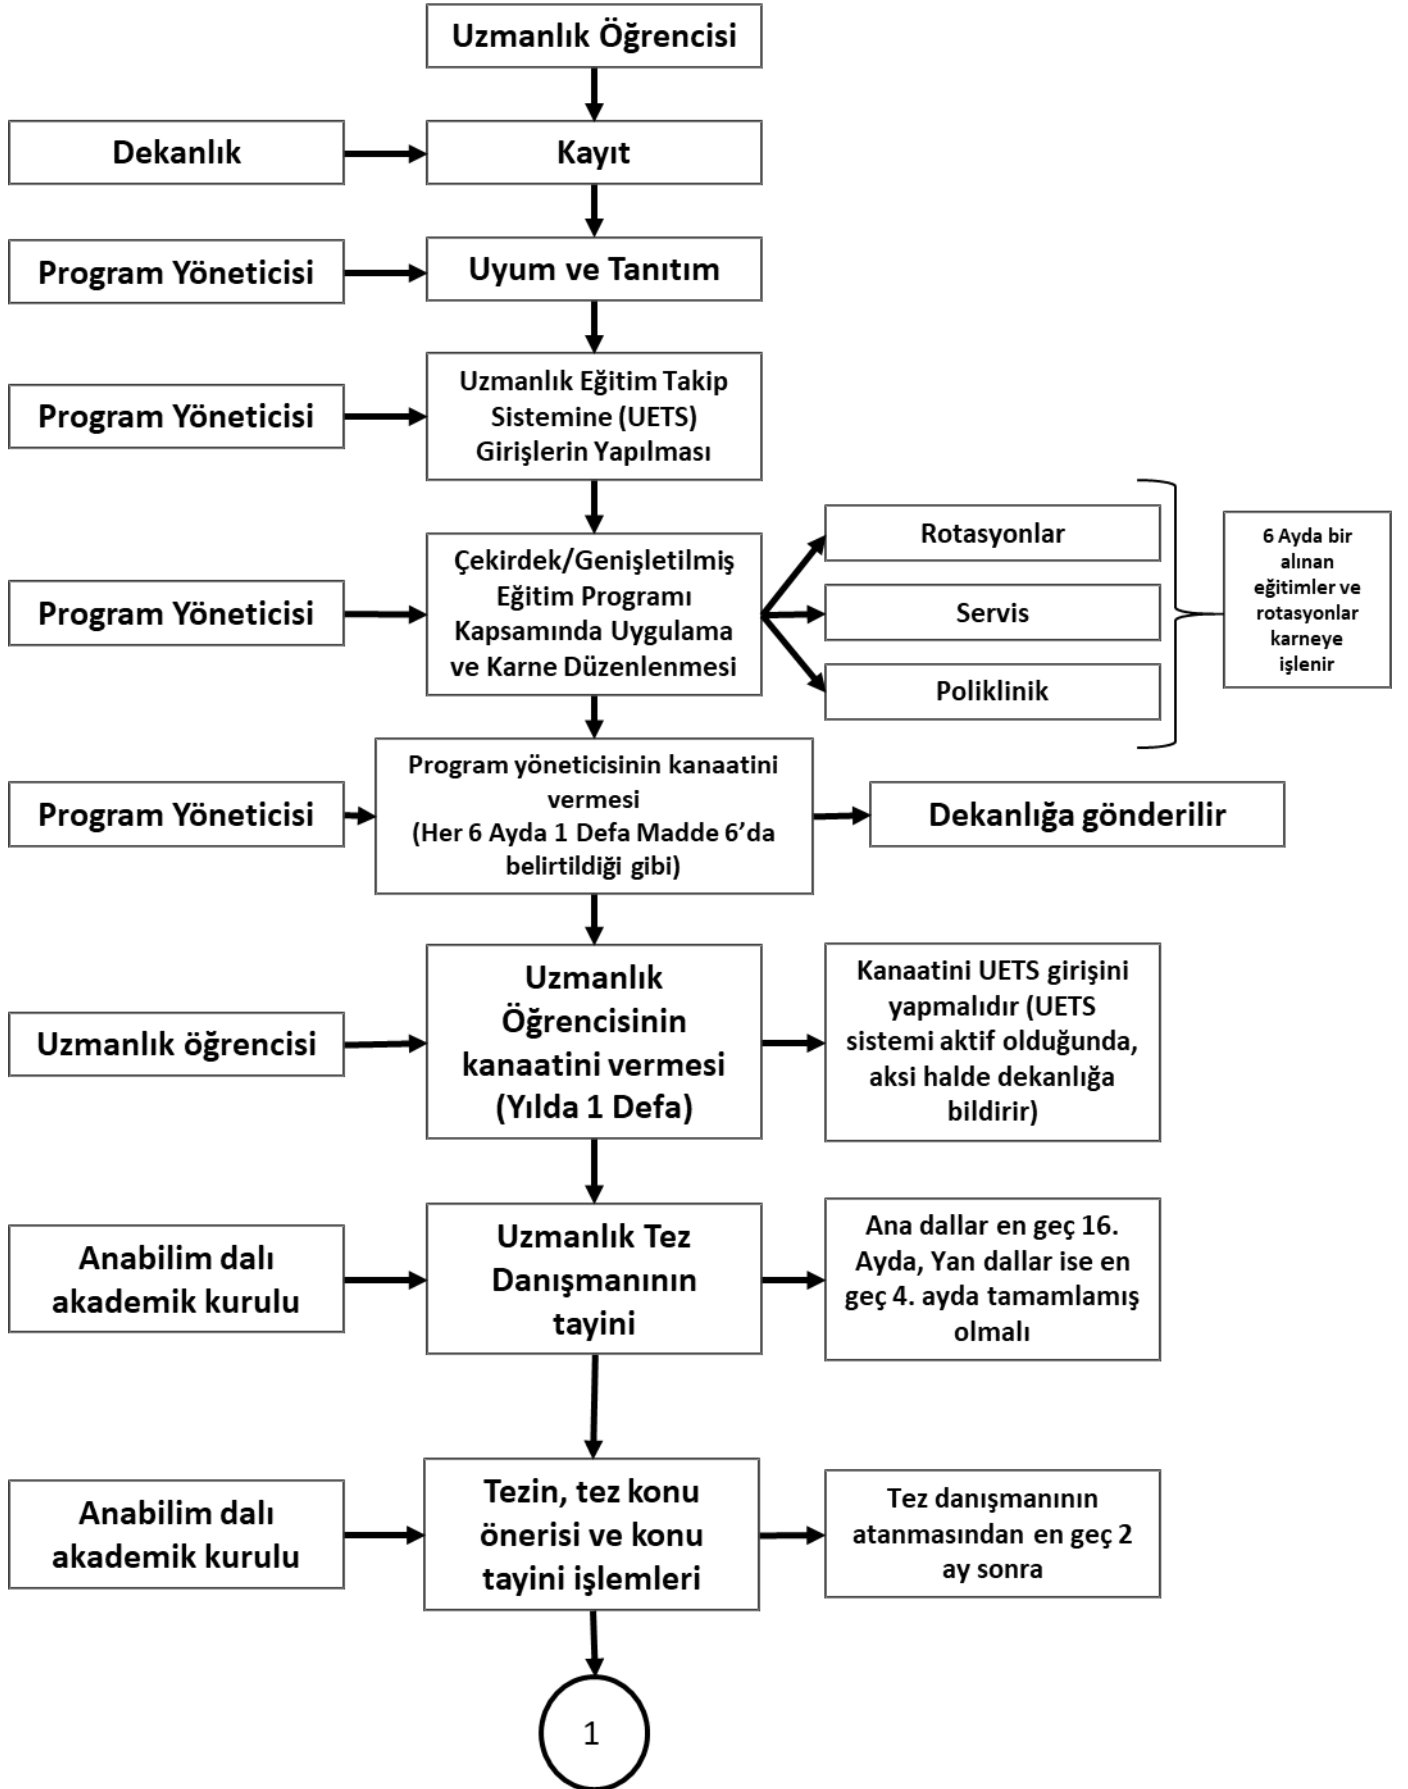 Uzmanlık Öğrencisi
Dekanlık
Kayıt
Program Yöneticisi
Uyum ve Tanıtım
Program Yöneticisi
Uzmanlık Eğitim Takip
Sistemine (UETS)
Girişlerin Yapılması
Program Yöneticisi
Çekirdek/Genişletilmiş
Eğitim Programı
Kapsamında Uygulama
ve Karne Düzenlenmesi
Rotasyonlar
Servis
Poliklinik
6 Ayda bir
alınan
eğitimler ve
rotasyonlar
karneye
işlenir
Program Yöneticisi
Program yöneticisinin kanaatini
vermesi
(Her 6 Ayda 1 Defa Madde 6’da
belirtildiği gibi)
Dekanlığa gönderilir
Uzmanlık öğrencisi
Uzmanlık
Öğrencisinin
kanaatini vermesi
(Yılda 1 Defa)
Kanaatini UETS girişini
yapmalıdır (UETS
sistemi aktif olduğunda,
aksi halde dekanlığa
bildirir)
Anabilim dalı
akademik kurulu
Uzmanlık Tez
Danışmanının
tayini
Ana dallar en geç 16.
Ayda, Yan dallar ise en
geç 4. ayda tamamlamış
olmalı
Anabilim dalı
akademik kurulu
Tezin, tez konu
önerisi ve konu
tayini işlemleri
Tez danışmanının
atanmasından en geç 2
ay sonra
1